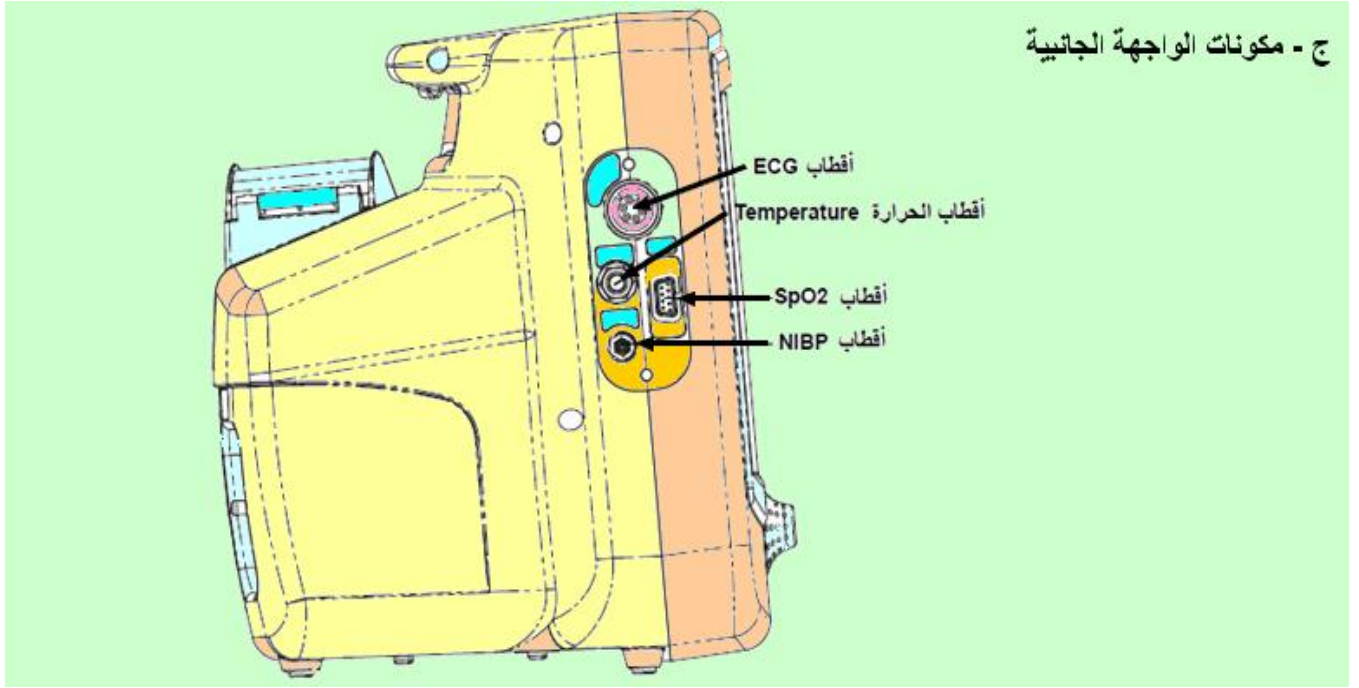 ج - مكونات الواجهة الجانبية
أقطاب ECG
أقطاب الحرارة Temperature
أقطاب SpO2
أقطاب NIBP